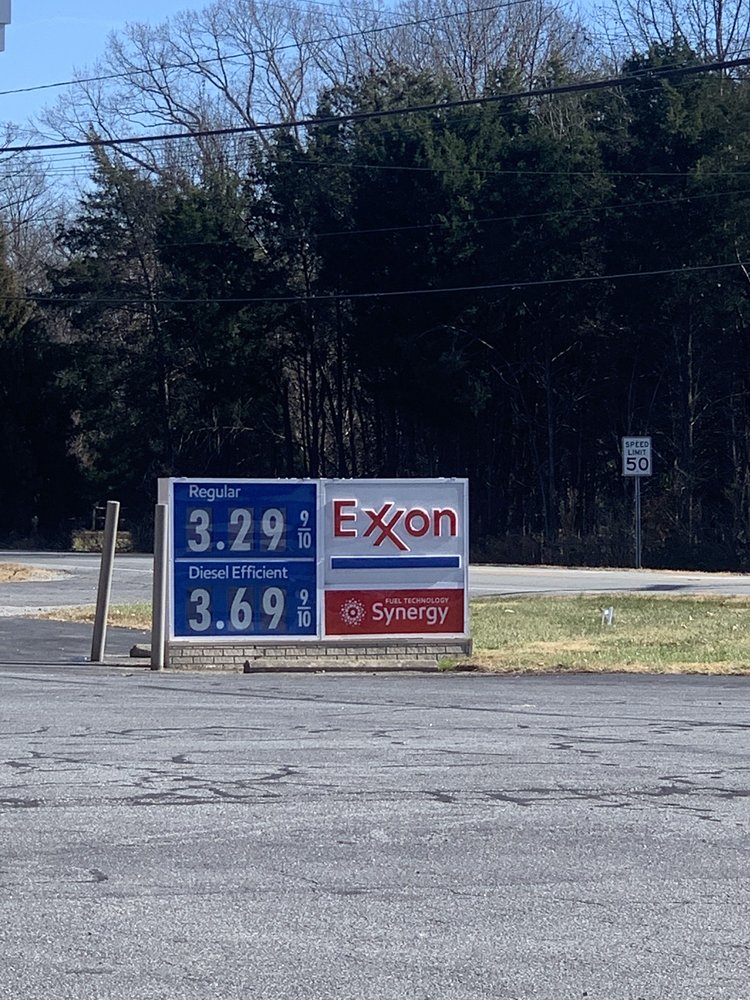 Regular
3.29 9/10
Diesel Efficient
3.69 9/10
Exxon
FUEL TECHNOLOGY
Synergy
SPEED
LIMIT
50